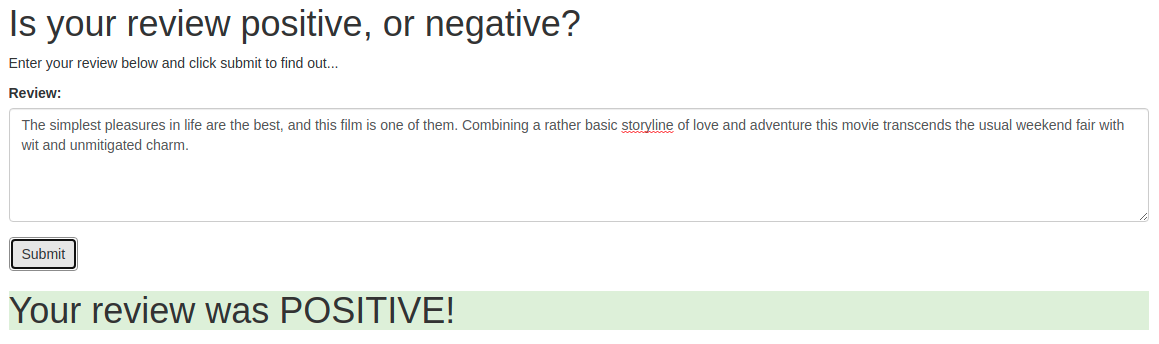 Is your review positive, or negative?
Enter your review below and click submit to find out...
Review:
The simplest pleasures in life are the best, and this film is one of them. Combining a rather basic storyline of love and adventure this movie transcends the usual weekend fair with
wit and unmitigated charm.
Submit
Your review was POSITIVE!